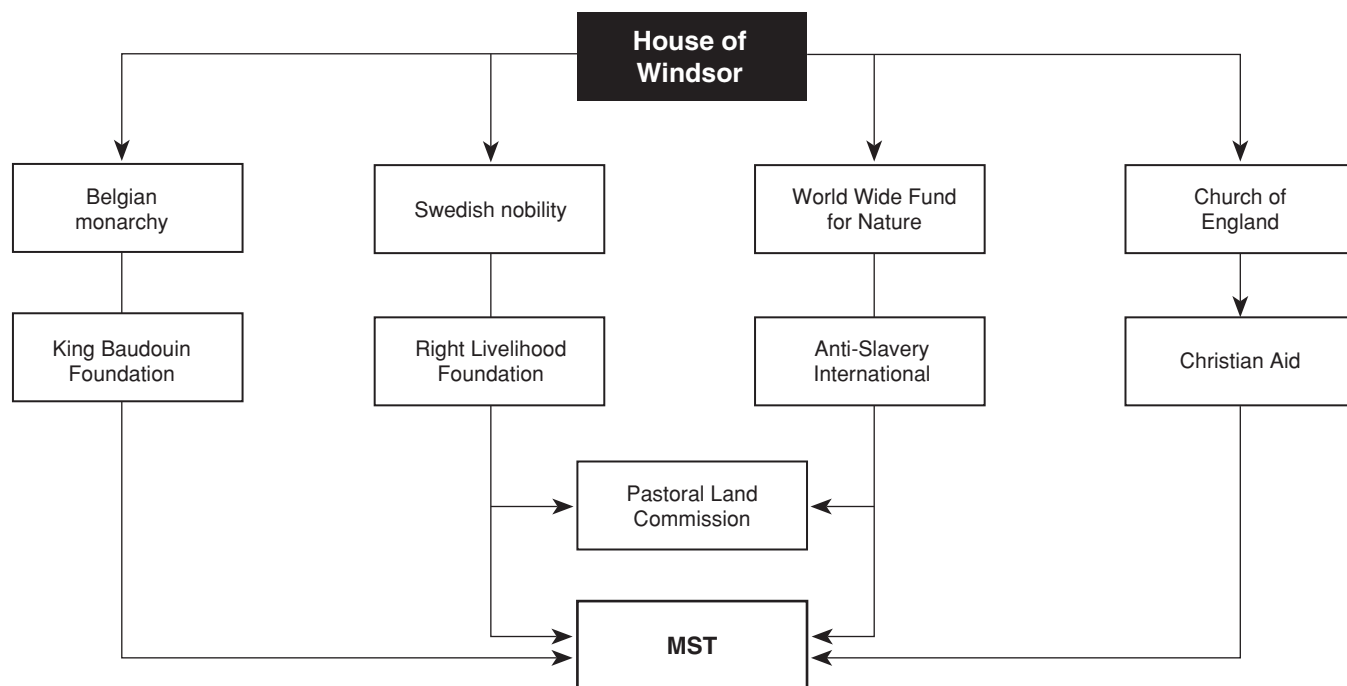 House of
Windsor
Belgian
monarchy
Swedish nobility
World Wide Fund
for Nature
Church of
England
King Baudouin
Foundation
Right Livelihood
Foundation
Anti-Slavery
International
Christian Aid
Pastoral Land
Commission
MST